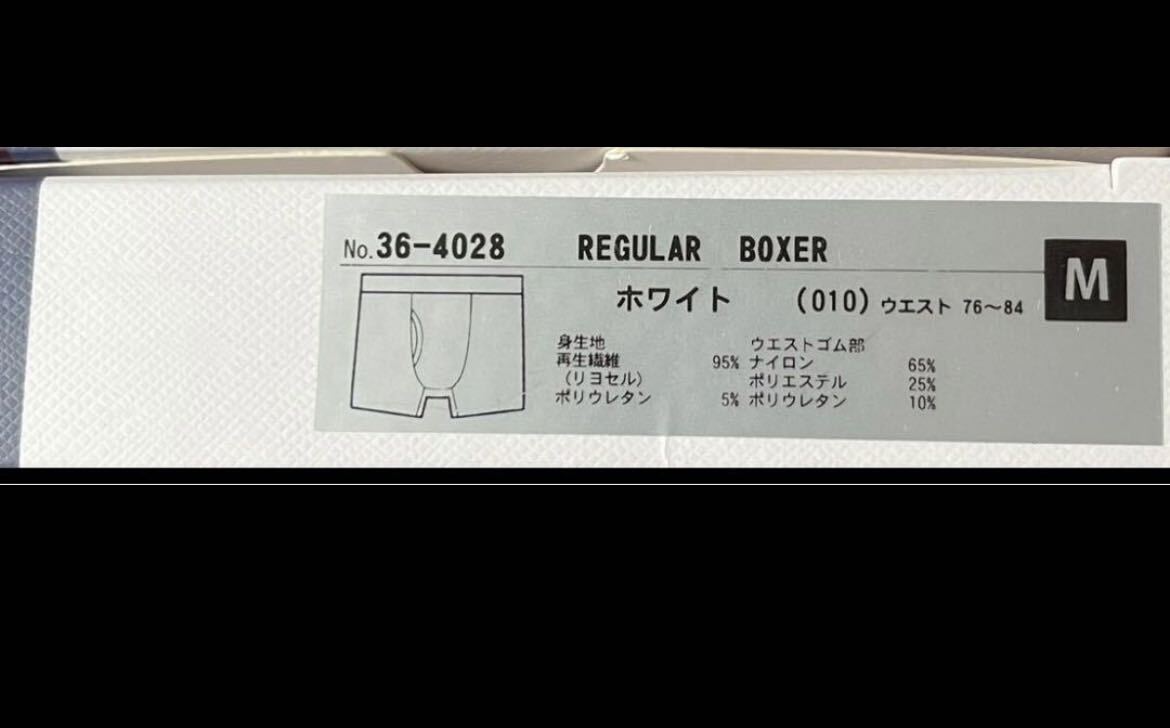 No.36-4028 REGULAR BOXER
M
ホワイト (010) ウエスト 76～84
身生地 ウエストゴム部
再生繊維 95% ナイロン 65%
(リヨセル) ポリエステル 25%
ポリウレタン 5% ポリウレタン 10%